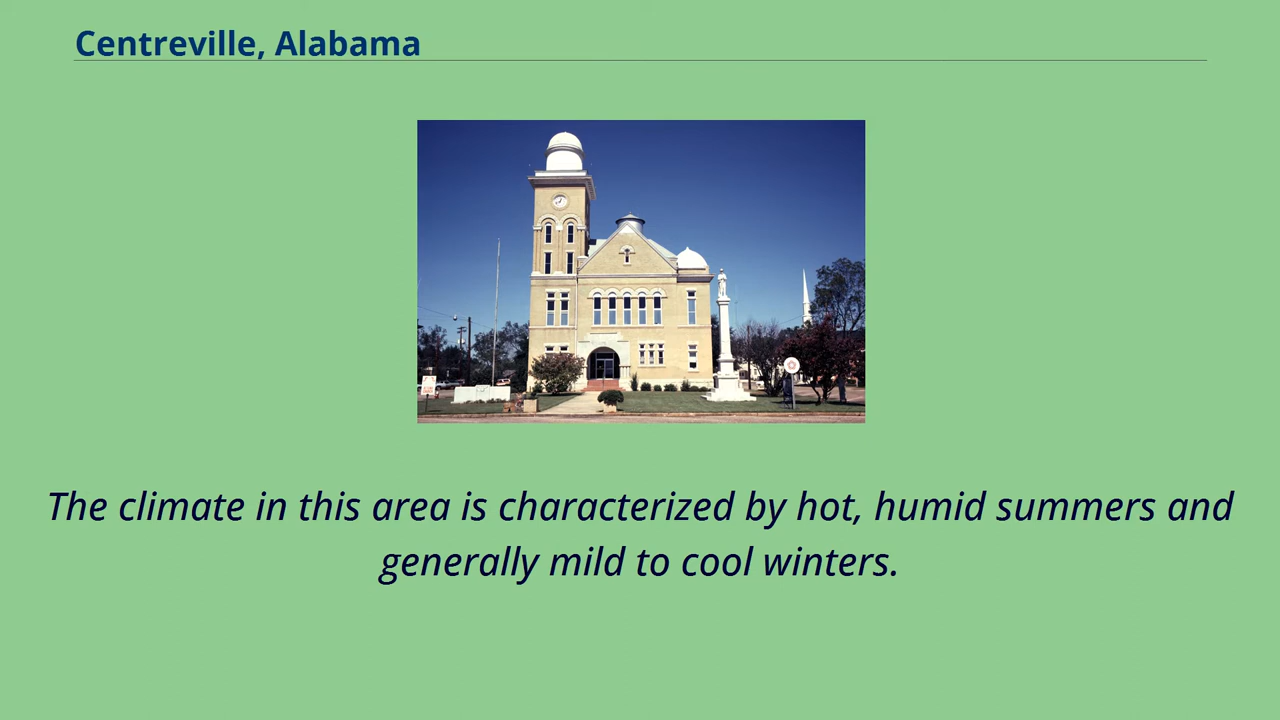 Centreville, Alabama
The climate in this area is characterized by hot, humid summers and
generally mild to cool winters.